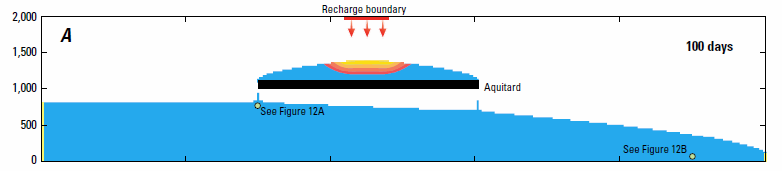 Recharge boundary
2,000
A
1,500
100 days
1,000
Aquitard
500
See Figure 12A
See Figure 12B
0